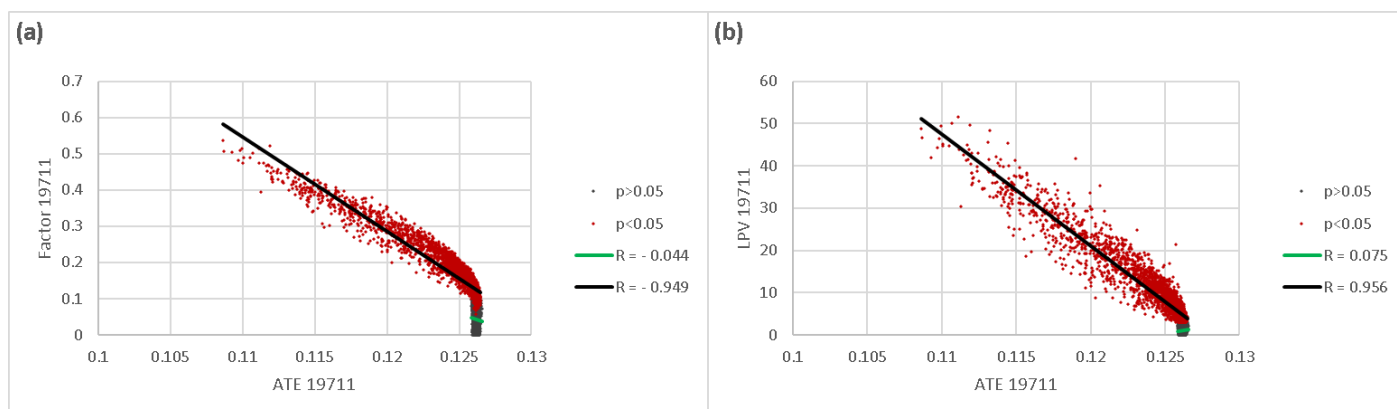 (a)
0.7
0.6
0.5
0.4
0.3
0.2
0.1
0
Factor 19711
0.1 0.105 0.11 0.115 0.12 0.125 0.13
ATE 19711
p>0.05
p<0.05
R = - 0.044
R = - 0.949
(b)
60
50
40
30
20
10
0
LPV 19711
0.1 0.105 0.11 0.115 0.12 0.125 0.13
ATE 19711
p>0.05
p<0.05
R = 0.075
R = 0.956